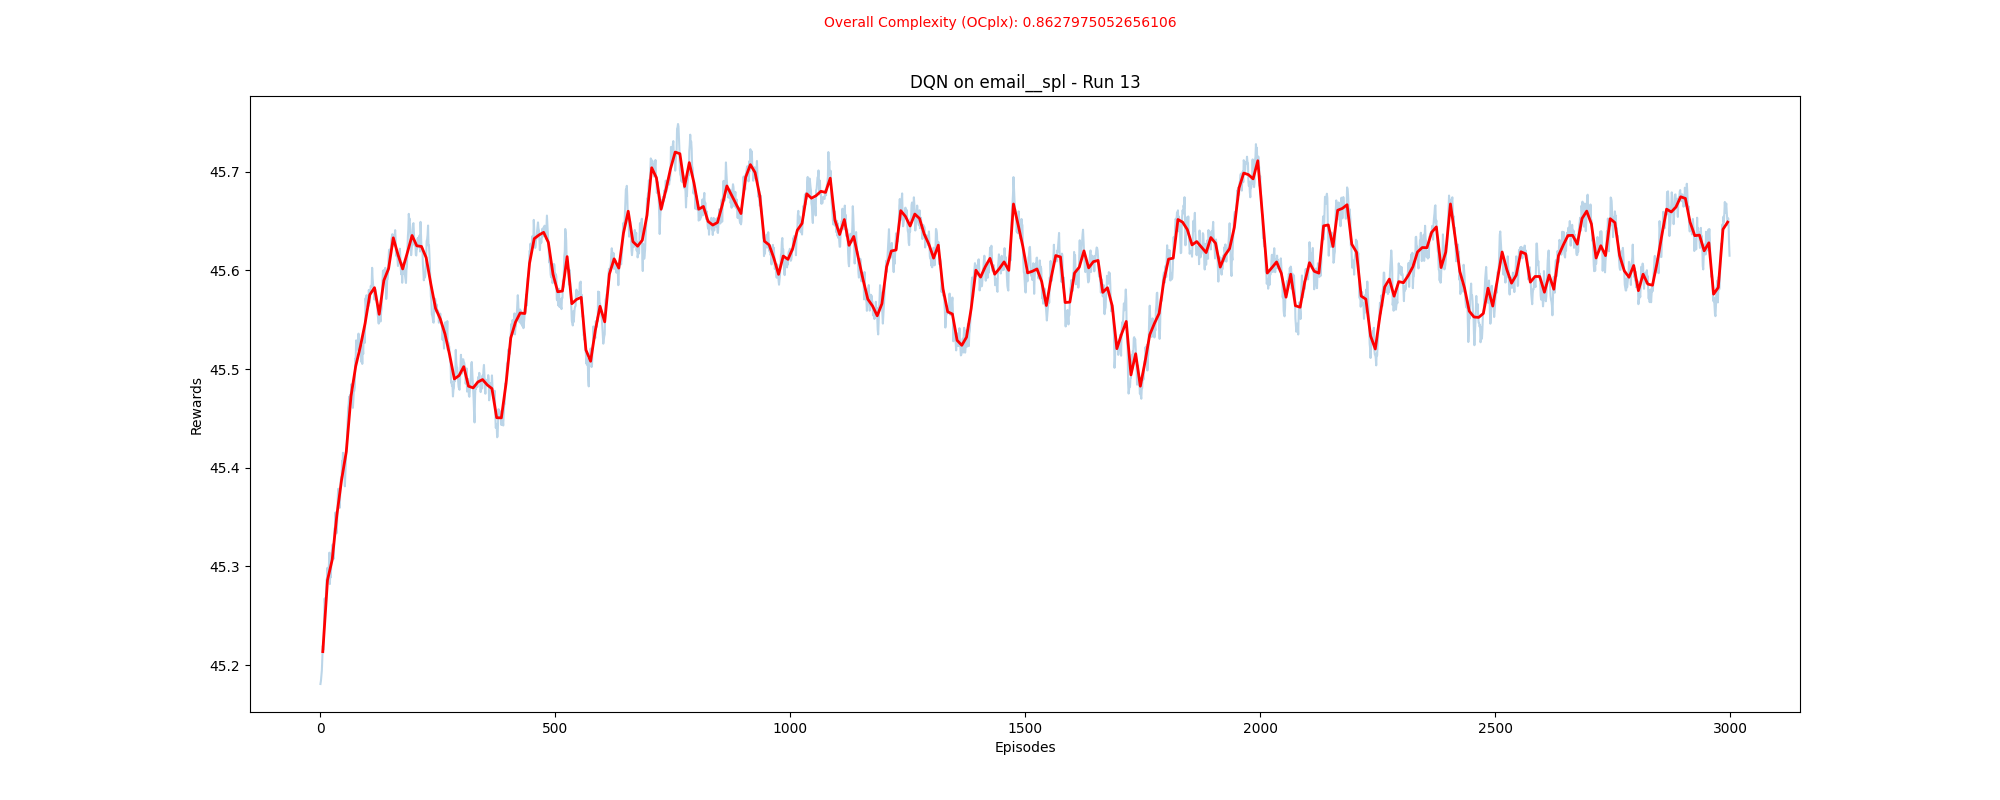 Overall Complexity (OCplx): 0.8627975052656106
DQN on email__spl - Run 13
45.7
45.6
45.5
45.4
45.3
45.2
Rewards
0 500 1000 1500 2000 2500 3000
Episodes